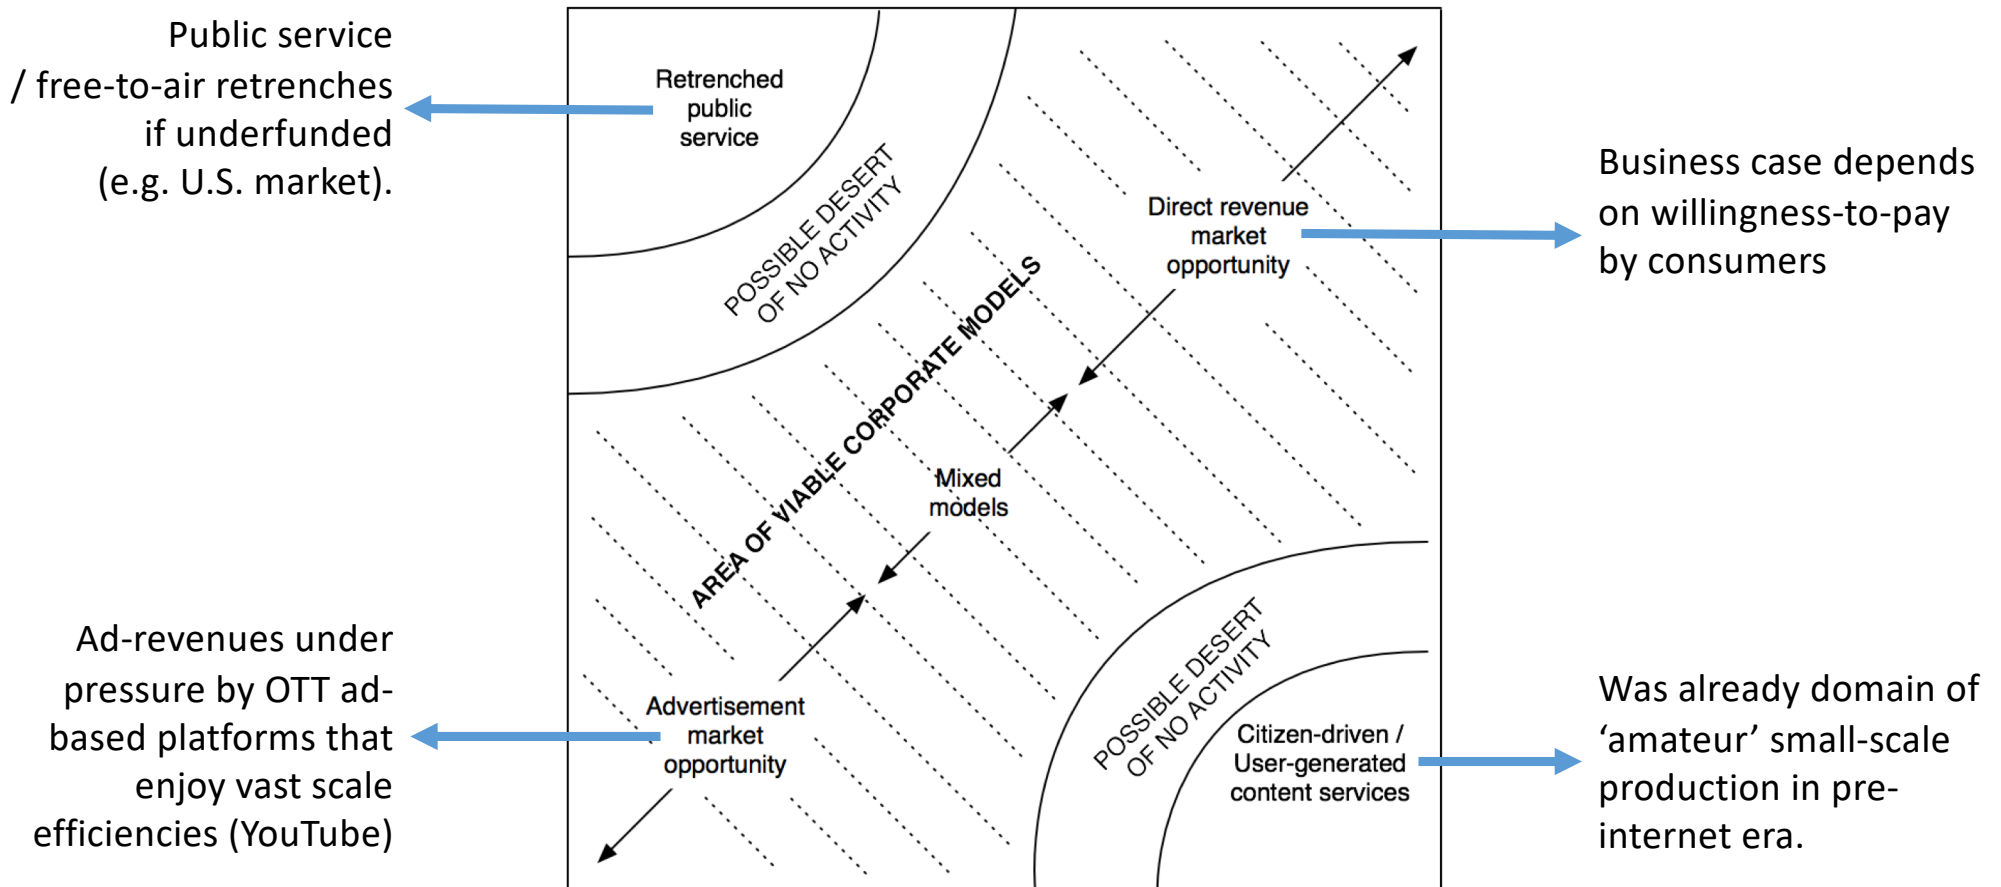 Public service
/ free-to-air retrenches
if underfunded
(e.g. U.S. market).
Retrenched
public
service
POSSIBLE DESERT
OF NO ACTIVITY
Direct revenue
market
opportunity
Business case depends
on willingness-to-pay
by consumers
AREA OF VIABLE CORPORATE MODELS
Mixed
models
Ad-revenues under
pressure by OTT ad-
based platforms that
enjoy vast scale
efficiencies (YouTube)
Advertisement
market
opportunity
POSSIBLE DESERT
OF NO ACTIVITY
Citizen-driven /
User-generated
content services
Was already domain of
‘amateur’ small-scale
production in pre-
internet era.